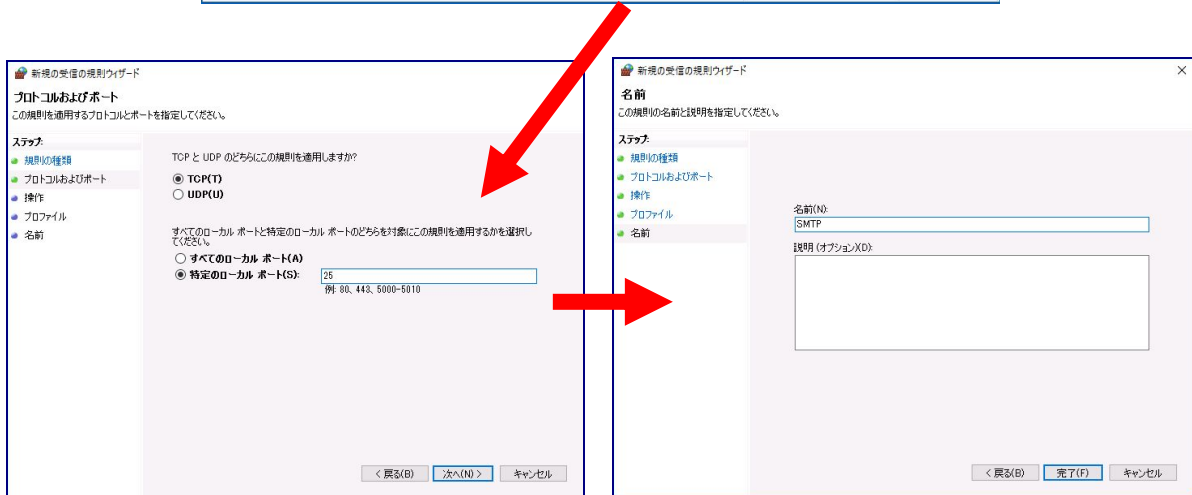 新規の受信の規則ウィザード
プロトコルおよびポート
この規則を適用するプロトコルとポートを指定してください。
ステップ:
規則の種類
プロトコルおよびポート
操作
プロファイル
名前
TCP と UDP のどちらにこの規則を適用しますか?
TCP(T)
UDP(U)
すべてのローカル ポートと特定のローカル ポートのどちらを対象にこの規則を適用するかを選択し
てください。
すべてのローカル ポート(A)
特定のローカル ポート(S): 25
例: 80、443、5000-5010
< 戻る(B) 次へ(N) > キャンセル
新規の受信の規則ウィザード
名前
この規則の名前と説明を指定してください。
ステップ:
規則の種類
プロトコルおよびポート
操作
プロファイル
名前
名前(N):
SMTP
説明 (オプション)(D):
< 戻る(B) 完了(F) キャンセル